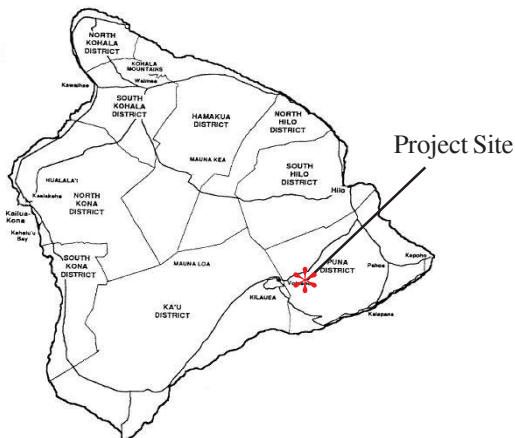 NORTH
KOHALA
DISTRICT
KOHALA
MOUNTAINS
Waimea
Kawaihae
SOUTH
KOHALA
DISTRICT
HAMAKUA
DISTRICT
NORTH
HILO
DISTRICT
Project Site
MAUNA KEA
SOUTH
HILO
DISTRICT
Hilo
HUALALA'I
Kealakehe
NORTH
KONA
DISTRICT
Kailua-
Kona
Kahalu'u
Bay
SOUTH
KONA
DISTRICT
MAUNA LOA
PUNA
DISTRICT
Pahoa
Kapoho
KILAUEA
KA'U
DISTRICT
Kalapana